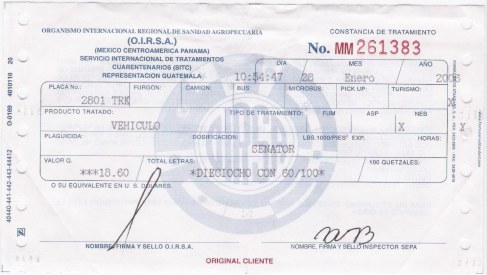 ORGANISMO INTERNACIONAL REGIONAL DE SANIDAD AGROPECUARIA
CONSTANCIA DE TRATAMIENTO
(O.I.R.S.A.)
(MEXICO CENTROAMERICA PANAMA)
No. MM 261383
SERVICIO INTERNACIONAL DE TRATAMIENTOS
CUARENTENARIOS (SITC)
REPRESENTACION GUATEMALA
DIA MES AÑO
10:54:47 28 Enero
PLACA No.: FURGON: CAMION: BUS MICROBUS: PICK UP: TURISMO:
2801 TRK X
PRODUCTO TRATADO: TIPO DE TRATAMIENTO: FUM ASP NEB
VEHICULO X X
PLAGUICIDA: DOSIFICACION: LBS.1000/PIES³ EXP. HORAS:
SENATOR
VALOR Q. TOTAL LETRAS: 100 QUETZALES:
***18.60 *DIECIOCHO CON 60/100*
O SU EQUIVALENTE EN U. S. DOLARES.
NOMBRE, FIRMA Y SELLO O.I.R.S.A.
NOMBRE, FIRMA Y SELLO INSPECTOR SEPA
ORIGINAL CLIENTE
40440-441-442-443-44412 O-0169 4610110 20